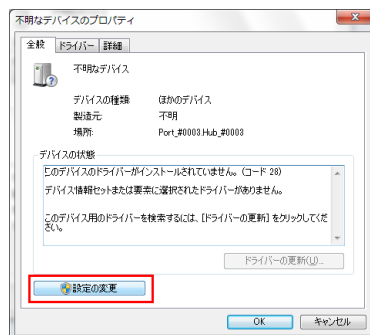 不明なデバイスのプロパティ
全般 ドライバー 詳細
不明なデバイス
デバイスの種類 ほかのデバイス
製造元: 不明
場所: Port_#0003.Hub_#0003
デバイスの状態
このデバイスのドライバーがインストールされていません。(コード 28)
デバイス情報セットまたは要素に選択されたドライバーがありません。
このデバイス用のドライバーを検索するには、[ドライバーの更新] をクリックしてくだ
さい。
ドライバーの更新(U)...
設定の変更
OK キャンセル